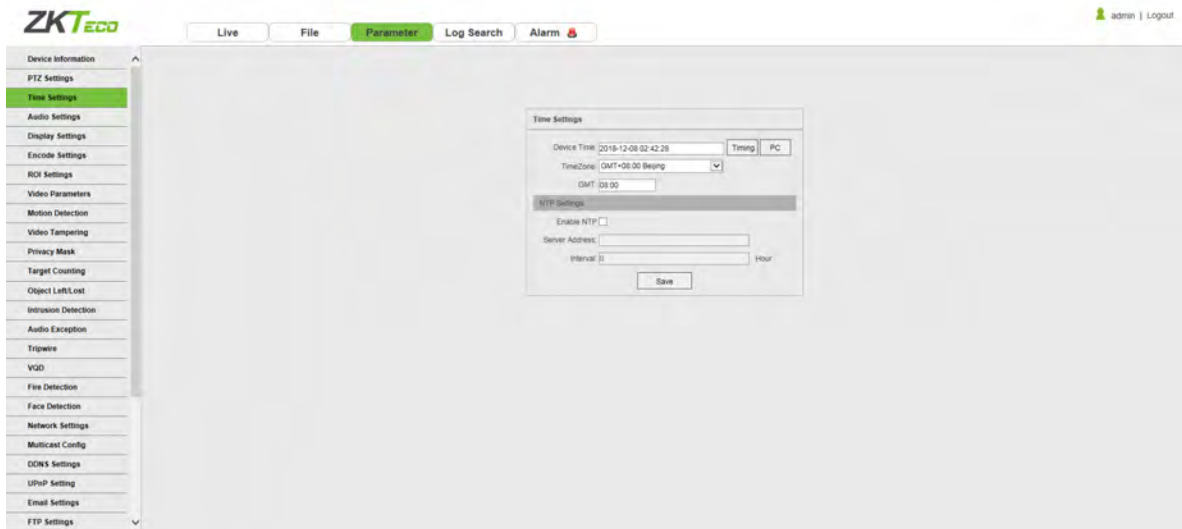 ZKTeco
admin | Logout
Live File Parameter Log Search Alarm
Device Information
PTZ Settings
Time Settings
Audio Settings
Display Settings
Encode Settings
ROI Settings
Video Parameters
Motion Detection
Video Tampering
Privacy Mask
Target Counting
Object Left/Lost
Intrusion Detection
Audio Exception
Tripwire
VQD
Fire Detection
Face Detection
Network Settings
Multicast Config
DDNS Settings
UPnP Setting
Email Settings
FTP Settings
Time Settings
Device Time 2018-12-08 02:42:28 Timing PC
TimeZone GMT+08:00 Beijing
GMT 08:00
NTP Settings
Enable NTP
Server Address:
Interval 0 Hour
Save